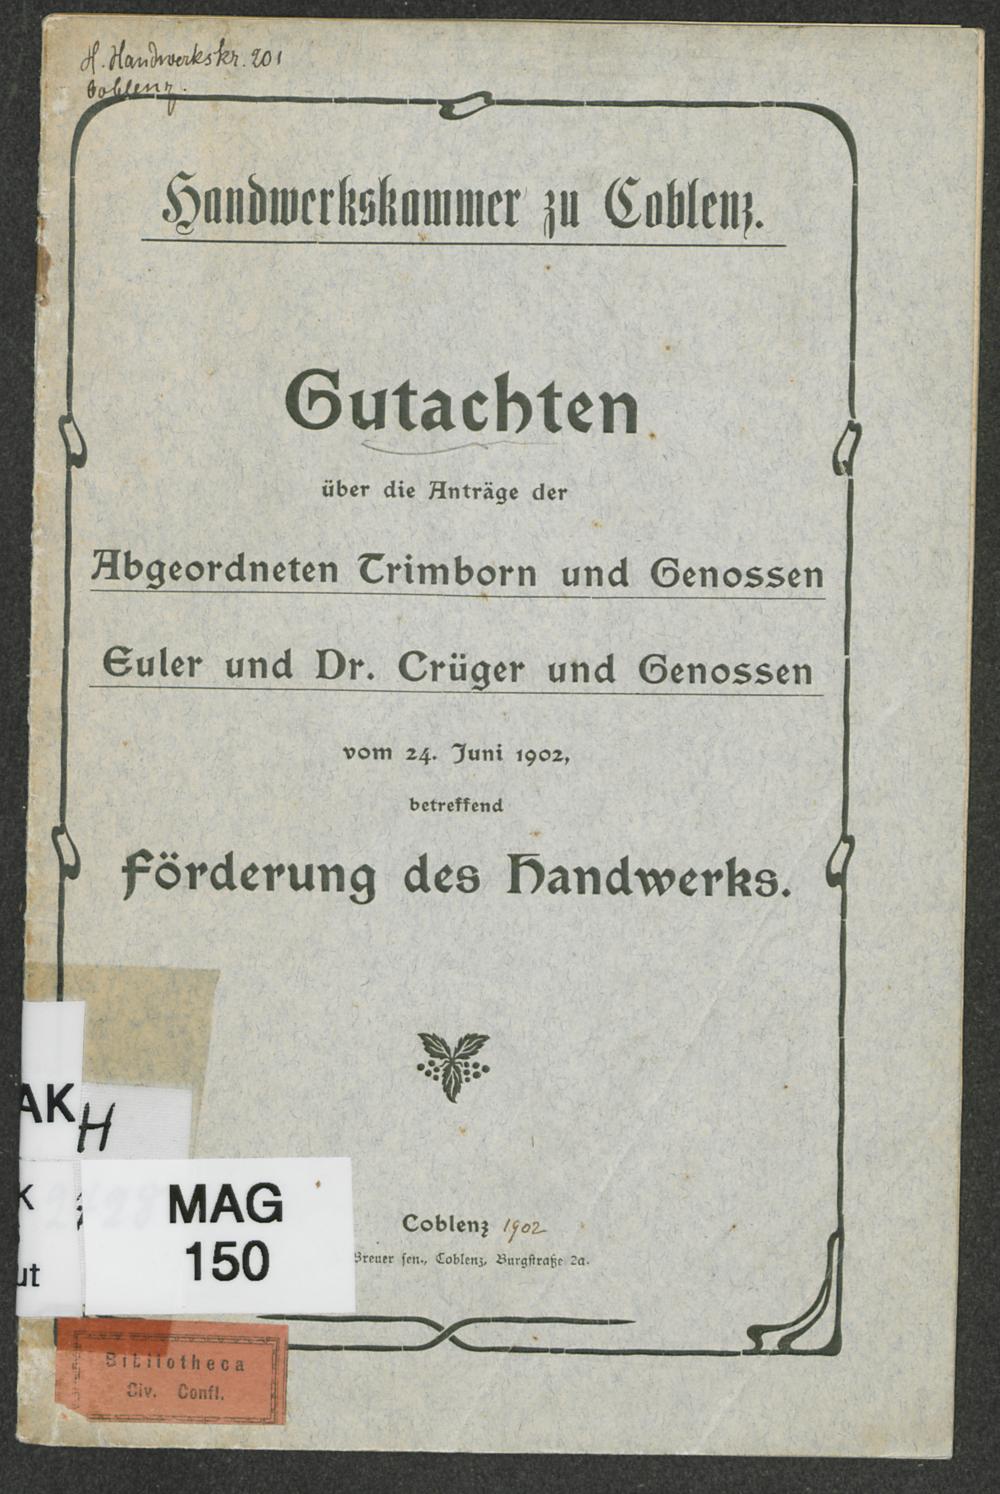 H. Handwerkskr. 201
Coblenz.
Handwerkskammer zu Coblenz.
Gutachten
über die Anträge der
Abgeordneten Trimborn und Genossen
Euler und Dr. Crüger und Genossen
vom 24. Juni 1902,
betreffend
Förderung des Handwerks.
AK
H
K
MAG
150
ut
Coblenz 1902
Breuer sen., Coblenz, Burgstraße 2a.
Bibliotheca
Civ. Confl.